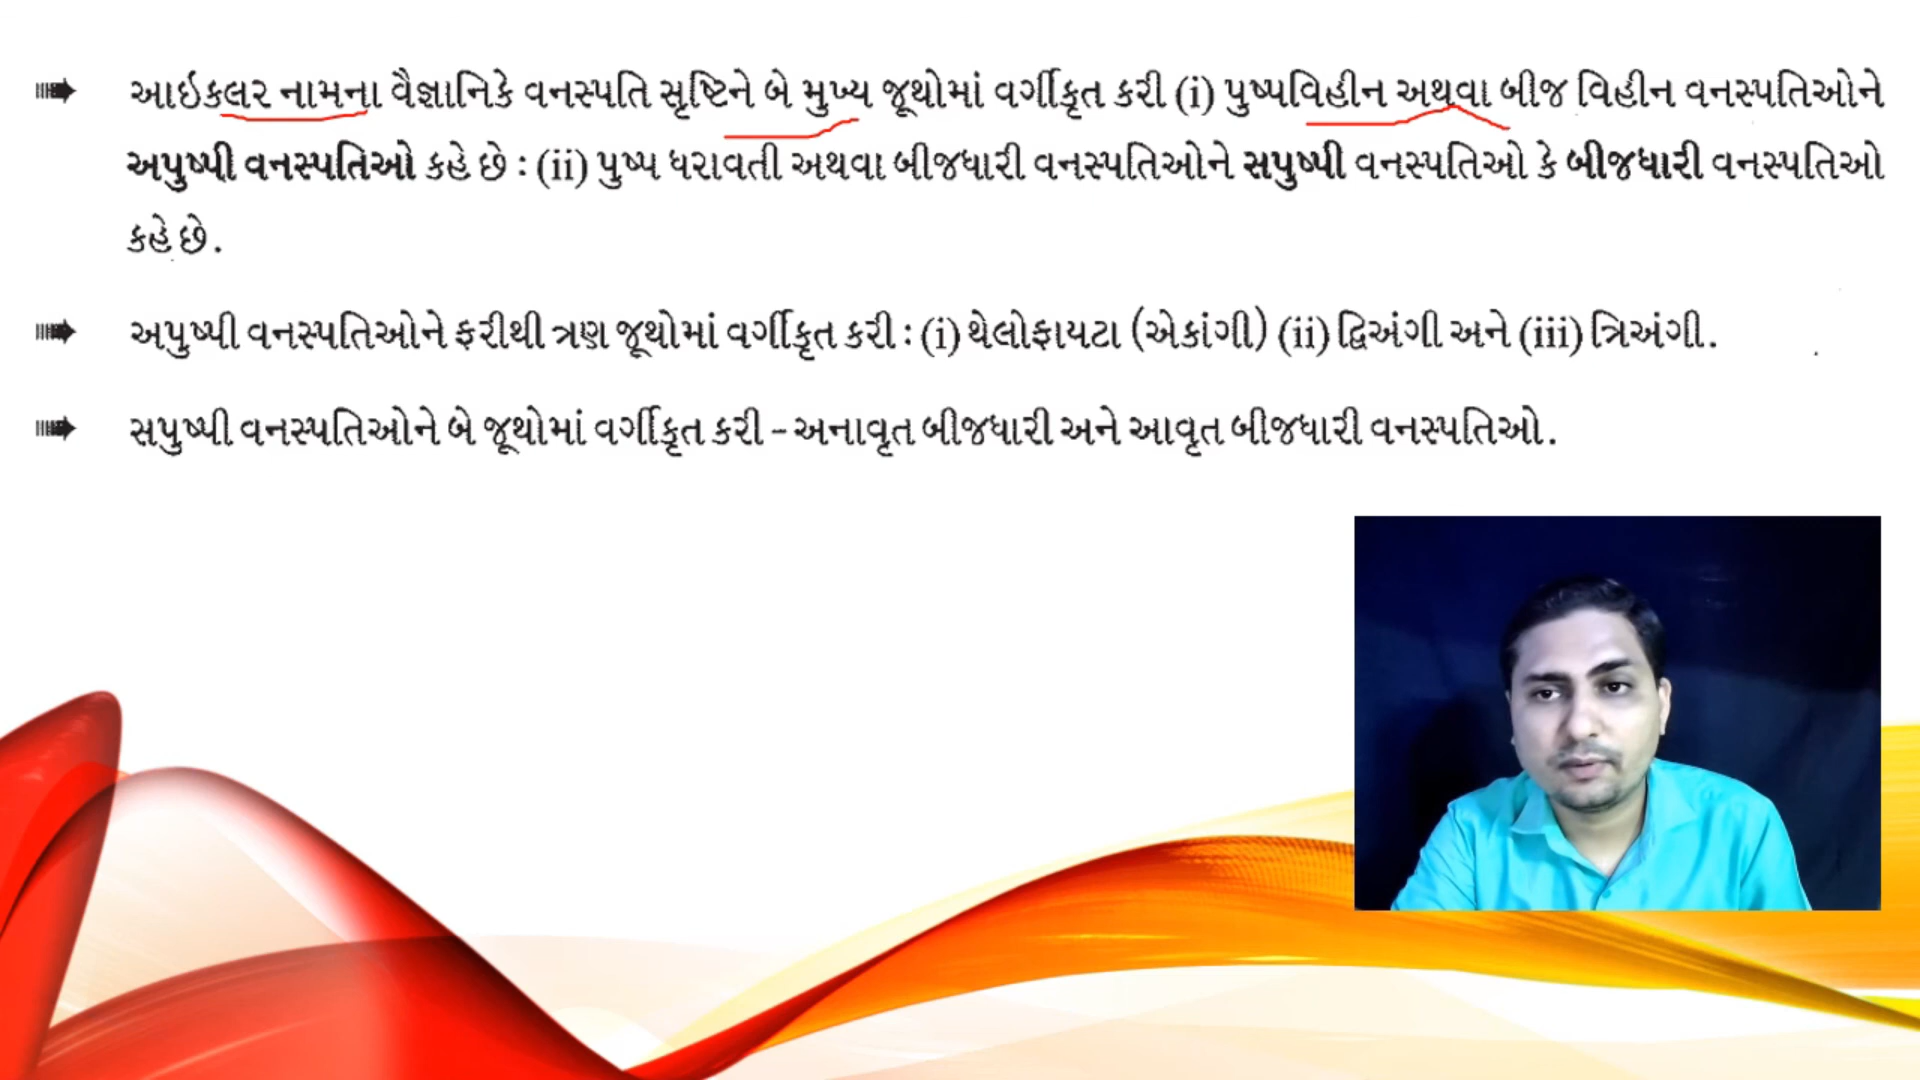 આઇકલર નામના વૈજ્ઞાનિકે વનસ્પતિ સૃષ્ટિને બે મુખ્ય જૂથોમાં વર્ગીકૃત કરી (i) પુષ્પવિહીન અથવા બીજ વિહીન વનસ્પતિઓને
અપુષ્પી વનસ્પતિઓ કહે છે : (ii) પુષ્પ ધરાવતી અથવા બીજધારી વનસ્પતિઓને સપુષ્પી વનસ્પતિઓ કે બીજધારી વનસ્પતિઓ
કહે છે.
અપુષ્પી વનસ્પતિઓને ફરીથી ત્રણ જૂથોમાં વર્ગીકૃત કરી : (i) થેલોફાયટા (એકાંગી) (ii) દ્વિઅંગી અને (iii) ત્રિઅંગી.
સપુષ્પી વનસ્પતિઓને બે જૂથોમાં વર્ગીકૃત કરી - અનાવૃત બીજધારી અને આવૃત બીજધારી વનસ્પતિઓ.